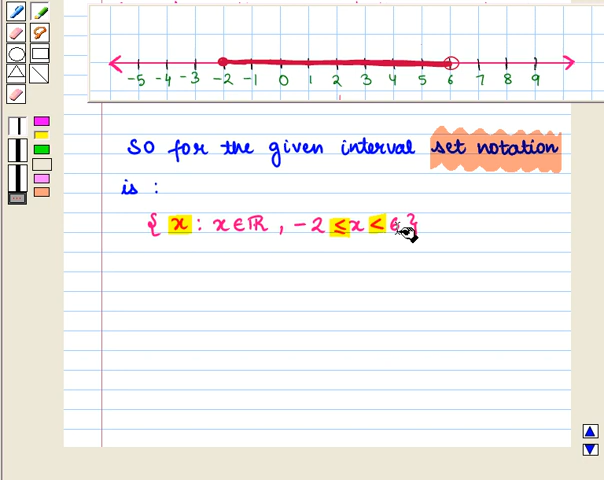 -5 -4 -3 -2 -1 0 1 2 3 4 5 6 7 8 9
So for the given interval set notation
is :
{ x : x ∈ ℝ , -2 ≤ x < 6 }